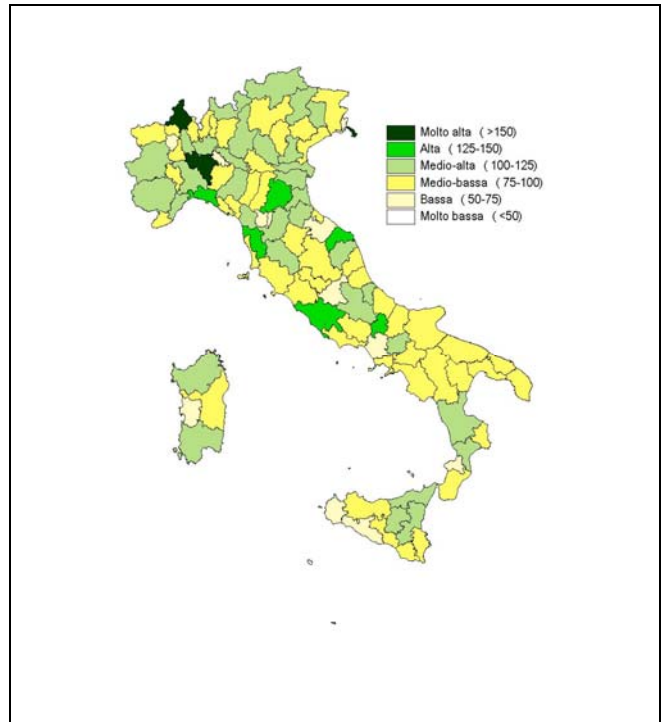 Molto alta (>150)
Alta (125-150)
Medio-alta (100-125)
Medio-bassa (75-100)
Bassa (50-75)
Molto bassa (<50)